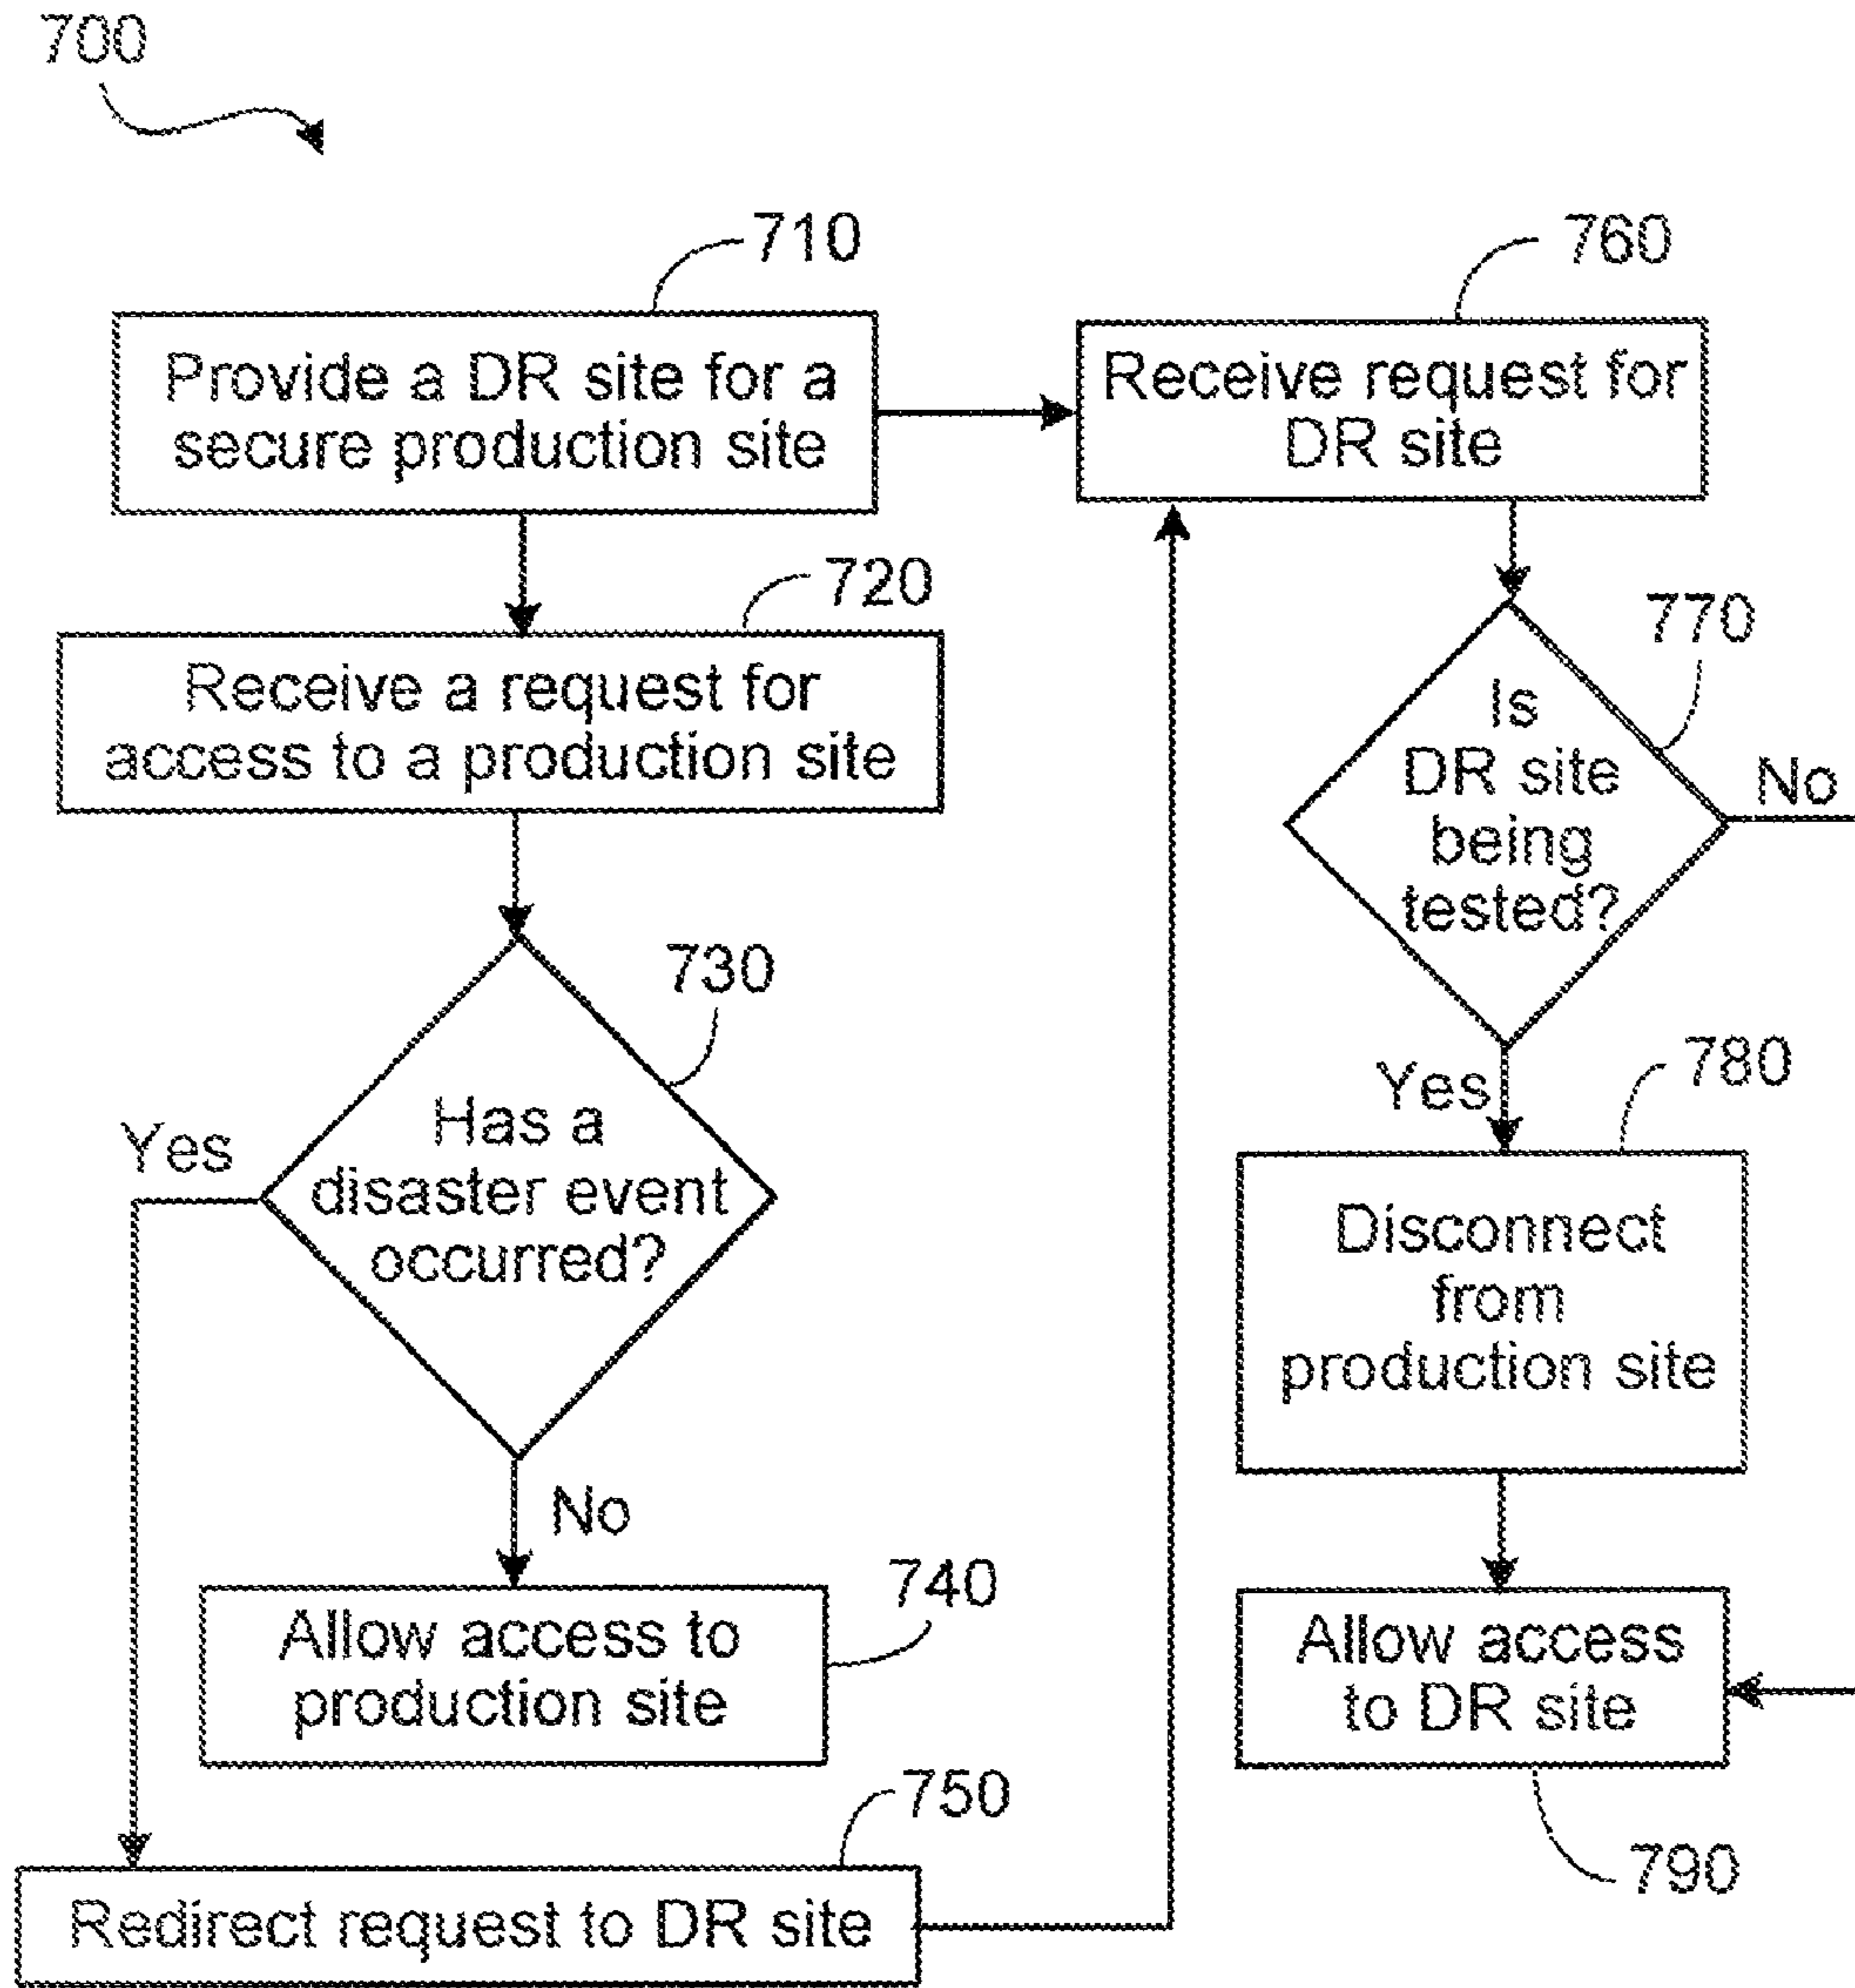 700
710
Provide a DR site for a
secure production site
720
Receive a request for
access to a production site
730
Has a
disaster event
occurred?
Yes
No
740
Allow access to
production site
750
Redirect request to DR site
760
Receive request for
DR site
770
Is
DR site
being
tested?
No
Yes
780
Disconnect
from
production site
Allow access
to DR site
790